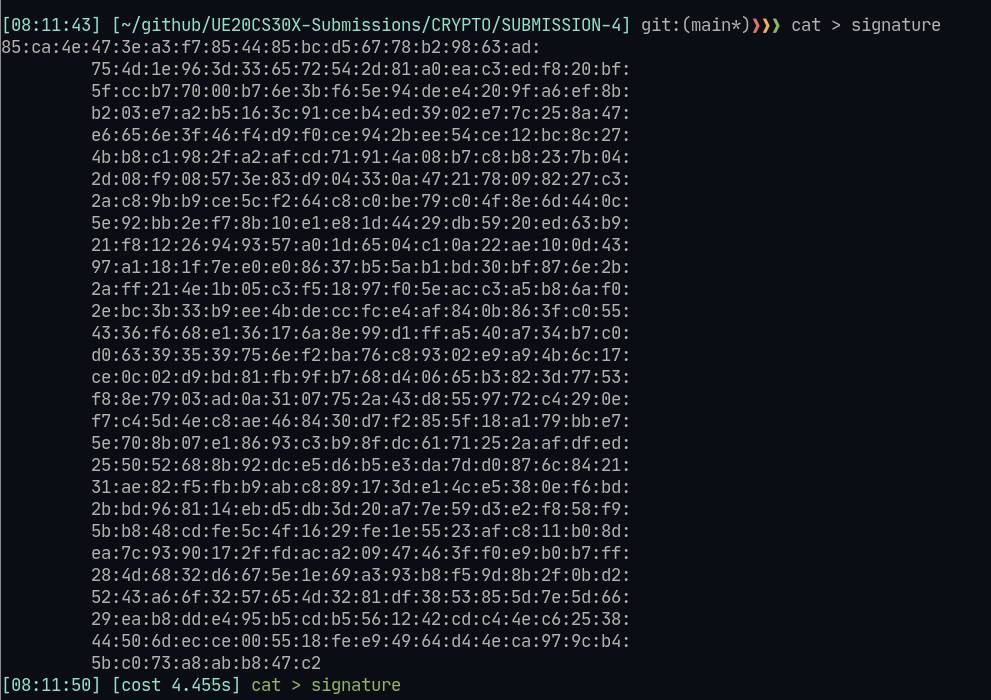 [08:11:43] [~/github/UE20CS30X-Submissions/CRYPTO/SUBMISSION-4] git:(main*)❯❯❯ cat > signature
85:ca:4e:47:3e:a3:f7:85:44:85:bc:d5:67:78:b2:98:63:ad:
75:4d:1e:96:3d:33:65:72:54:2d:81:a0:ea:c3:ed:f8:20:bf:
5f:cc:b7:70:00:b7:6e:3b:f6:5e:94:de:e4:20:9f:a6:ef:8b:
b2:03:e7:a2:b5:16:3c:91:ce:b4:ed:39:02:e7:7c:25:8a:47:
e6:65:6e:3f:46:f4:d9:f0:ce:94:2b:ee:54:ce:12:bc:8c:27:
4b:b8:c1:98:2f:a2:af:cd:71:91:4a:08:b7:c8:b8:23:7b:04:
2d:08:f9:08:57:3e:83:d9:04:33:0a:47:21:78:09:82:27:c3:
2a:c8:9b:b9:ce:5c:f2:64:c8:c0:be:79:c0:4f:8e:6d:44:0c:
5e:92:bb:2e:f7:8b:10:e1:e8:1d:44:29:db:59:20:ed:63:b9:
21:f8:12:26:94:93:57:a0:1d:65:04:c1:0a:22:ae:10:0d:43:
97:a1:18:1f:7e:e0:e0:86:37:b5:5a:b1:bd:30:bf:87:6e:2b:
2a:ff:21:4e:1b:05:c3:f5:18:97:f0:5e:ac:c3:a5:b8:6a:f0:
2e:bc:3b:33:b9:ee:4b:de:cc:fc:e4:af:84:0b:86:3f:c0:55:
43:36:f6:68:e1:36:17:6a:8e:99:d1:ff:a5:40:a7:34:b7:c0:
d0:63:39:35:39:75:6e:f2:ba:76:c8:93:02:e9:a9:4b:6c:17:
ce:0c:02:d9:bd:81:fb:9f:b7:68:d4:06:65:b3:82:3d:77:53:
f8:8e:79:03:ad:0a:31:07:75:2a:43:d8:55:97:72:c4:29:0e:
f7:c4:5d:4e:c8:ae:46:84:30:d7:f2:85:5f:18:a1:79:bb:e7:
5e:70:8b:07:e1:86:93:c3:b9:8f:dc:61:71:25:2a:af:df:ed:
25:50:52:68:8b:92:dc:e5:d6:b5:e3:da:7d:d0:87:6c:84:21:
31:ae:82:f5:fb:b9:ab:c8:89:17:3d:e1:4c:e5:38:0e:f6:bd:
2b:bd:96:81:14:eb:d5:db:3d:20:a7:7e:59:d3:e2:f8:58:f9:
5b:b8:48:cd:fe:5c:4f:16:29:fe:1e:55:23:af:c8:11:b0:8d:
ea:7c:93:90:17:2f:fd:ac:a2:09:47:46:3f:f0:e9:b0:b7:ff:
28:4d:68:32:d6:67:5e:1e:69:a3:93:b8:f5:9d:8b:2f:0b:d2:
52:43:a6:6f:32:57:65:4d:32:81:df:38:53:85:5d:7e:5d:66:
29:ea:b8:dd:e4:95:b5:cd:b5:56:12:42:cd:c4:4e:c6:25:38:
44:50:6d:ec:ce:00:55:18:fe:e9:49:64:d4:4e:ca:97:9c:b4:
5b:c0:73:a8:ab:b8:47:c2
[08:11:50] [cost 4.455s] cat > signature